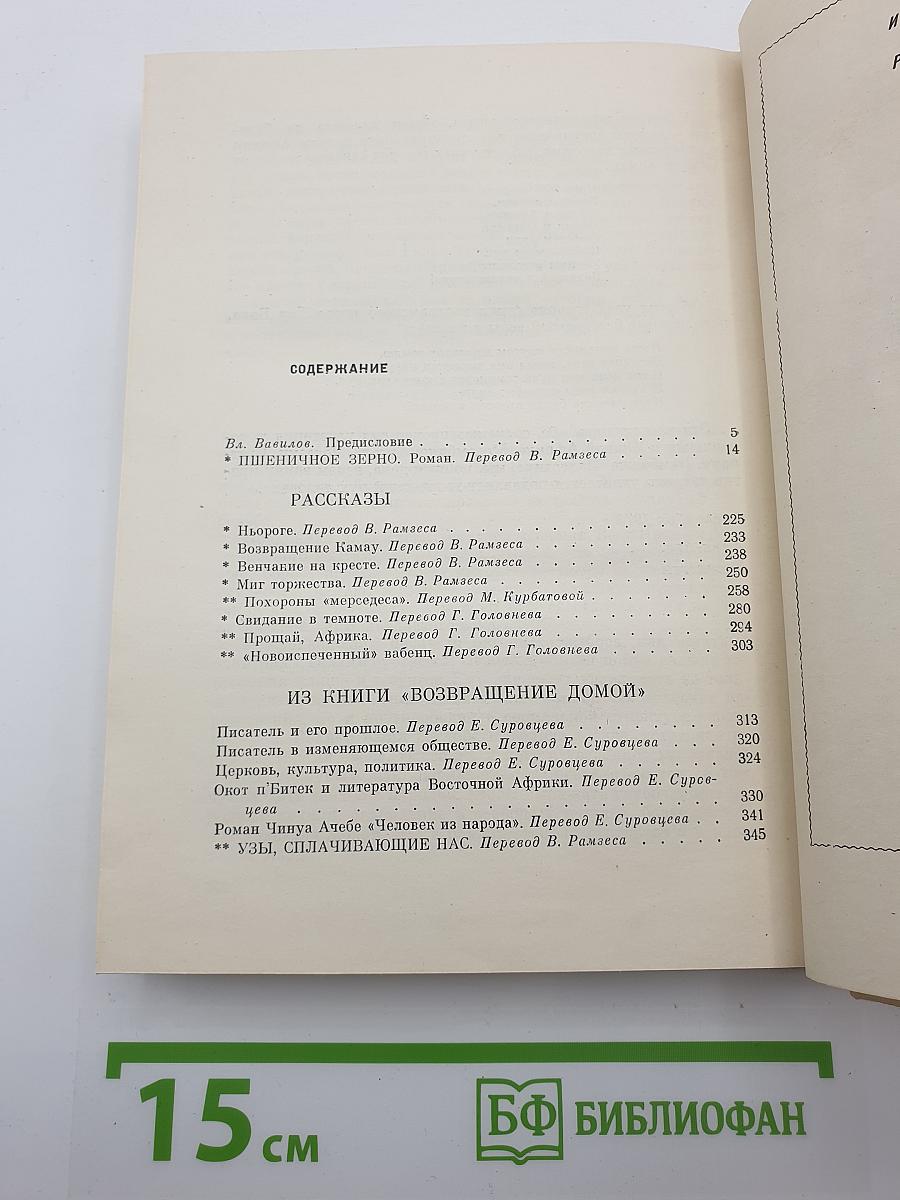 СОДЕРЖАНИЕ
Вл. Вавилов. Предисловие . . . . . . . . . . . . . . . 5
* ПШЕНИЧНОЕ ЗЕРНО. Роман. Перевод В. Рамзеса . . . . . 14
РАССКАЗЫ
* Ньороге. Перевод В. Рамзеса . . . . . . . . . . . . . . 225
* Возвращение Камау. Перевод В. Рамзеса . . . . . . . . . 233
* Венчакие на кресте. Перевод В. Рамзеса . . . . . . . . . 238
* Миг торжества. Перевод В. Рамзеса . . . . . . . . . . . 250
** Похороны «мерседеса». Перевод М. Курбатовой . . . . . . . 258
* Свидание в темноте. Перевод Г. Головнева . . . . . . . . 280
** Прощай, Африка. Перевод Г. Головнева . . . . . . . . 294
** «Новоиспеченный» вабенц. Перевод Г. Головнева . . . . . . 303
ИЗ КНИГИ «ВОЗВРАЩЕНИЕ ДОМОЙ»
Писатель и его прошлое. Перевод Е. Суровцева . . . . . . . . 313
Писатель в изменяющемся обществе. Перевод Е. Суровцева . . . 320
Церковь, культура, политика. Перевод Е. Суровцева . . . . . . 324
Окот п'Битек и литература Восточной Африки. Перевод Е. Суров-
цева . . . . . . . . . . . . . . . . . . . . . . 330
Роман Чинуа Ачебе «Человек из народа». Перевод Е. Суровцева . . 341
** УЗЫ, СПЛАЧИВАЮЩИЕ НАС. Перевод В. Рамзеса . . . . . 345
15 см
БФ БИБЛИОФАН